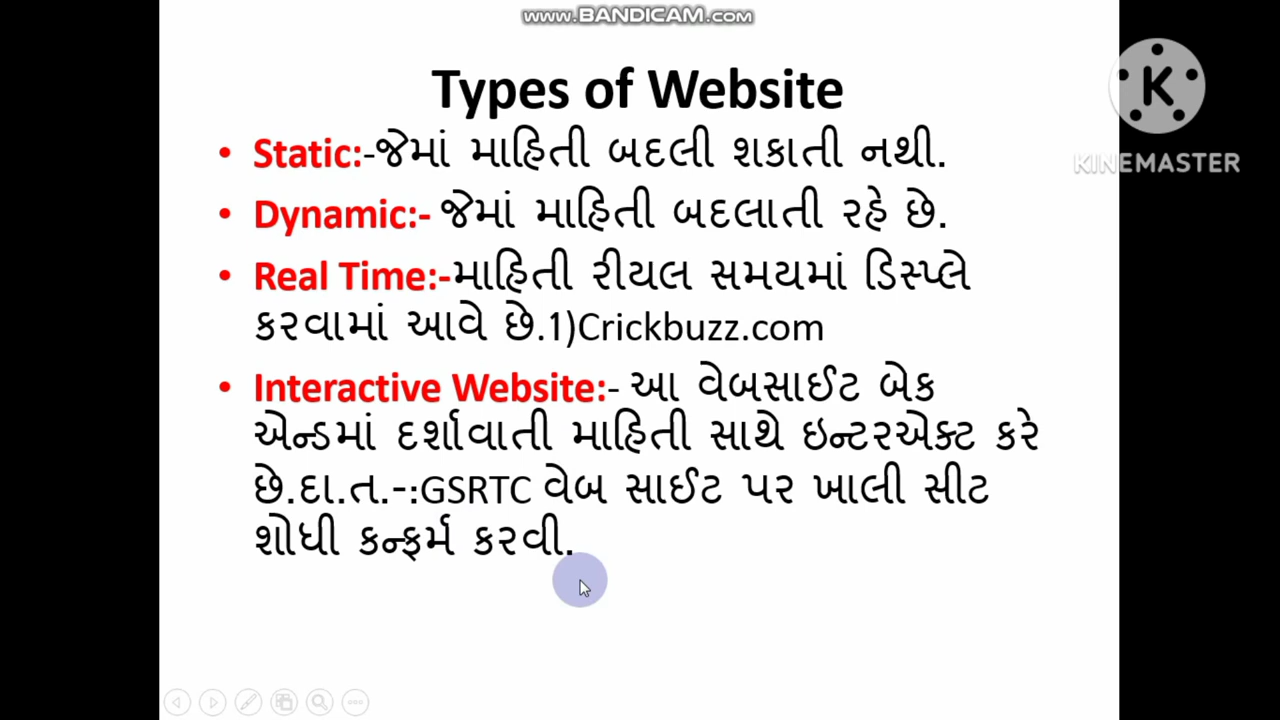 www.BANDICAM.com
Types of Website
K
KINEMASTER
• Static:-જેમાં માહિતી બદલી શકાતી નથી.
• Dynamic:- જેમાં માહિતી બદલાતી રહે છે.
• Real Time:-માહિતી રીયલ સમયમાં ડિસ્પ્લે
કરવામાં આવે છે.1)Crickbuzz.com
• Interactive Website:- આ વેબસાઈટ બેક
એન્ડમાં દર્શાવાતી માહિતી સાથે ઇન્ટરએક્ટ કરે
છે.દા.ત.-:GSRTC વેબ સાઈટ પર ખાલી સીટ
શોધી કન્ફર્મ કરવી.